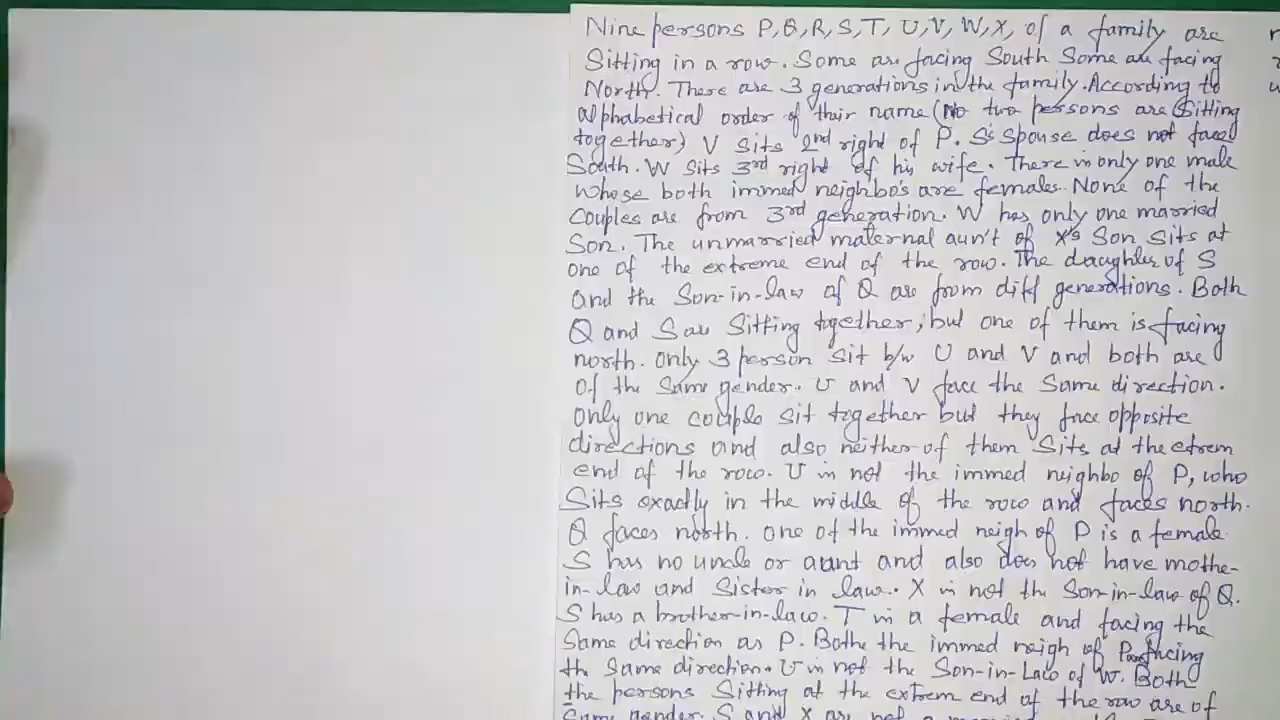 Nine persons P, Q, R, S, T, U, V, W, X, of a family are
Sitting in a row. Some are facing South Some are facing
North. There are 3 generations in the family. According to
alphabetical order of their name (No two persons are Sitting
together) V sits 2nd right of P. S's Spouse does not face
South. W sits 3rd right of his wife. There is only one male
whose both immed neighbo's are females. None of the
Couples are from 3rd generation. W has only one married
Son. The unmarried maternal aun't of X's Son sits at
one of the extreme end of the row. The daughter of S
and the Son-in-law of Q are from diff generations. Both
Q and S are Sitting together, but one of them is facing
north. only 3 person sit b/w U and V and both are
of the same gender. U and V face the same direction.
only one couple sit together but they face opposite
directions and also neither of them sits at the etrem
end of the row. U is not the immed neighbo of P, who
Sits exactly in the middle of the row and faces north.
Q faces north. one of the immed neigh of P is a female.
S has no uncle or aunt and also does not have mothe-
in-law and Sister in law. X is not the Son-in-law of Q.
S has a brother-in-law. T is a female and facing the
same direction as P. Bothe the immed neigh of P are facing
the same direction. U is not the Son-in-Law of W. Both
the persons Sitting at the extrem end of the row are of
Same gender. S and X are not a